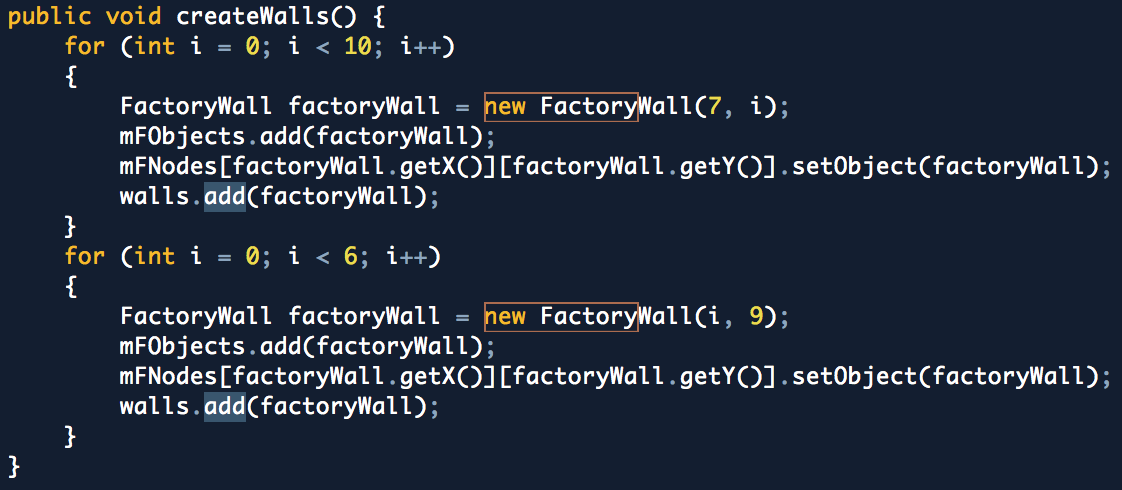 public void createWalls() {
    for (int i = 0; i < 10; i++)
    {
        FactoryWall factoryWall = new FactoryWall(7, i);
        mFObjects.add(factoryWall);
        mFNodes[factoryWall.getX()][factoryWall.getY()].setObject(factoryWall);
        walls.add(factoryWall);
    }
    for (int i = 0; i < 6; i++)
    {
        FactoryWall factoryWall = new FactoryWall(i, 9);
        mFObjects.add(factoryWall);
        mFNodes[factoryWall.getX()][factoryWall.getY()].setObject(factoryWall);
        walls.add(factoryWall);
    }
}